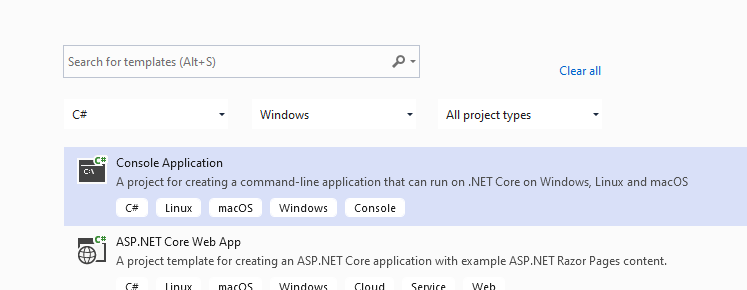 Search for templates (Alt+S)
Clear all
C# Windows All project types
C#
C:\
Console Application
A project for creating a command-line application that can run on .NET Core on Windows, Linux and macOS
C# Linux macOS Windows Console
C#
ASP.NET Core Web App
A project template for creating an ASP.NET Core application with example ASP.NET Razor Pages content.
C# Linux macOS Windows Cloud Service Web